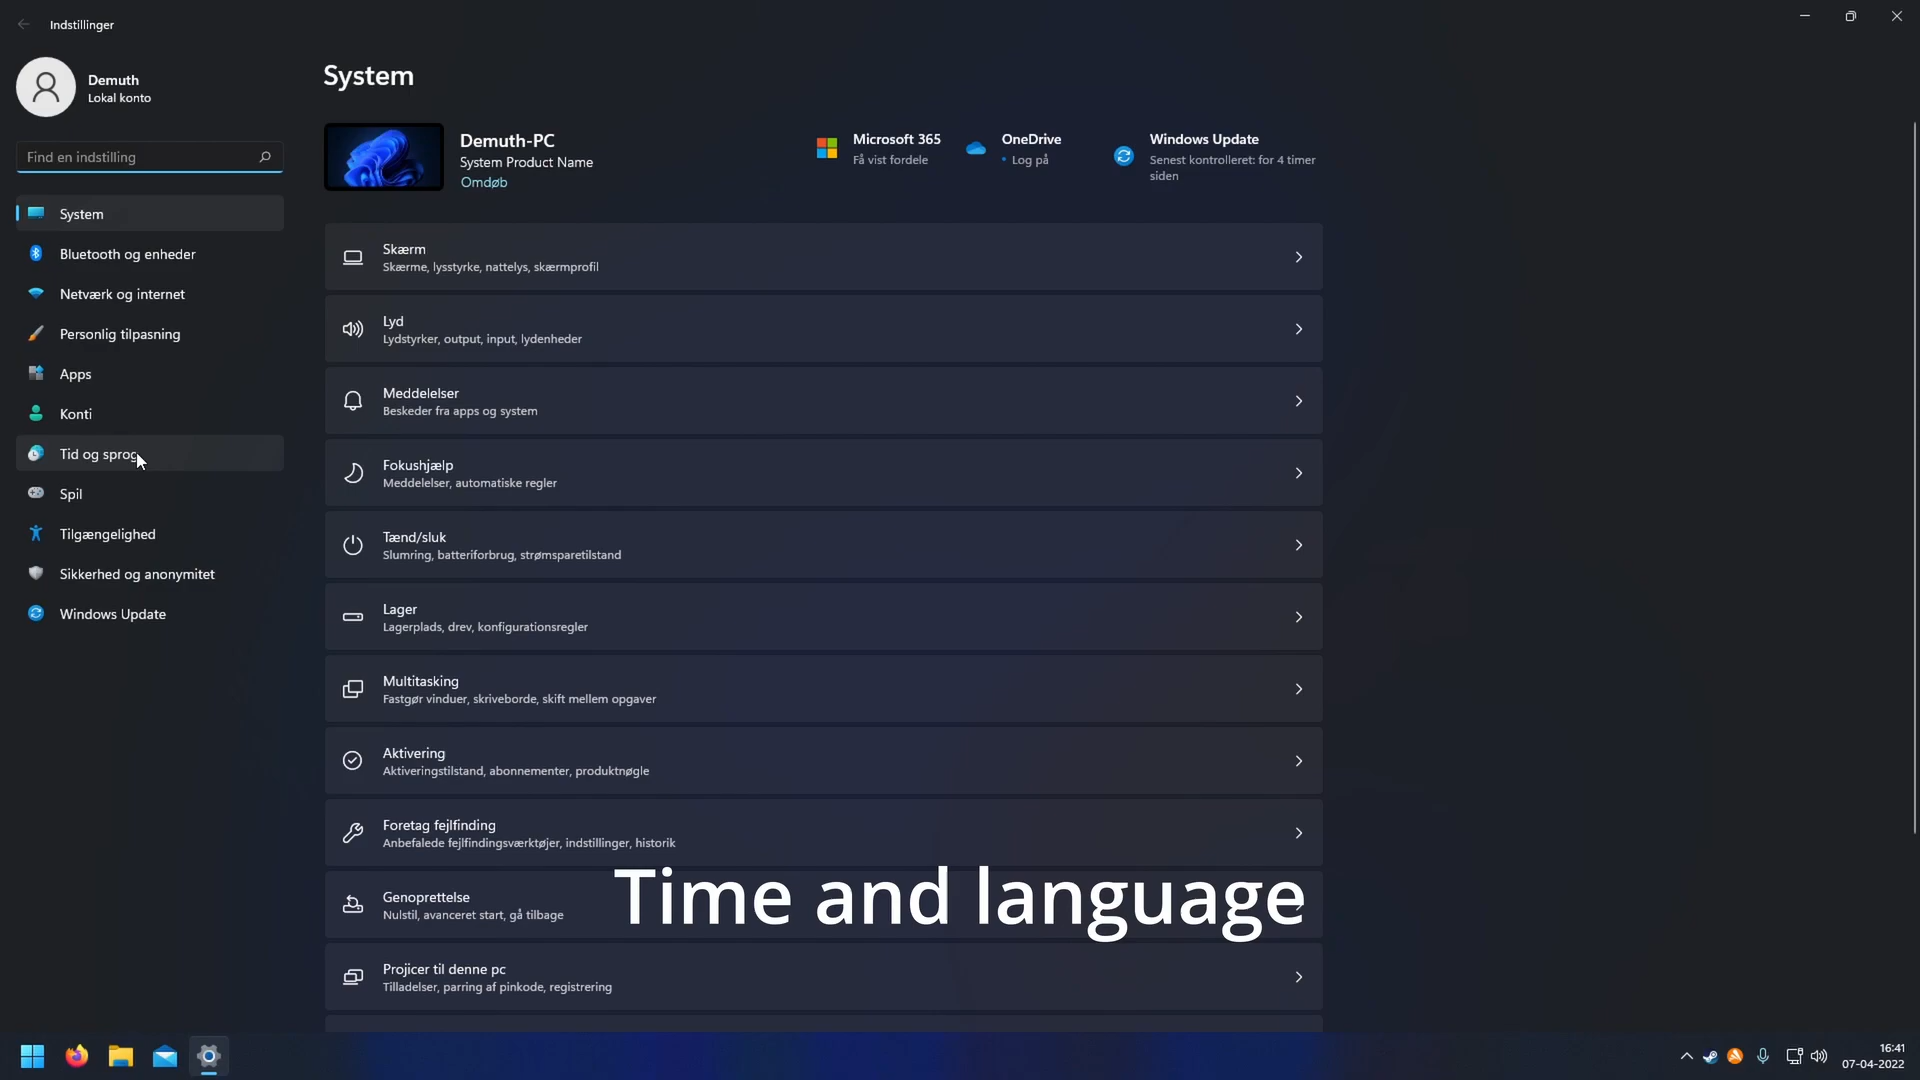 Indstillinger
Demuth
Lokal konto
Find en indstilling
System
Bluetooth og enheder
Netværk og internet
Personlig tilpasning
Apps
Konti
Tid og sprog
Spil
Tilgængelighed
Sikkerhed og anonymitet
Windows Update
System
Demuth-PC
System Product Name
Omdøb
Microsoft 365
Få vist fordele
OneDrive
• Log på
Windows Update
Senest kontrolleret: for 4 timer
siden
Skærm
Skærme, lysstyrke, nattelys, skærmprofil
Lyd
Lydstyrker, output, input, lydenheder
Meddelelser
Beskeder fra apps og system
Fokushjælp
Meddelelser, automatiske regler
Tænd/sluk
Slumring, batteriforbrug, strømsparetilstand
Lager
Lagerplads, drev, konfigurationsregler
Multitasking
Fastgør vinduer, skriveborde, skift mellem opgaver
Aktivering
Aktiveringstilstand, abonnementer, produktnøgle
Foretag fejlfinding
Anbefalede fejlfindingsværktøjer, indstillinger, historik
Genoprettelse
Nulstil, avanceret start, gå tilbage
Time and language
Projicer til denne pc
Tilladelser, parring af pinkode, registrering
16:41
07-04-2022